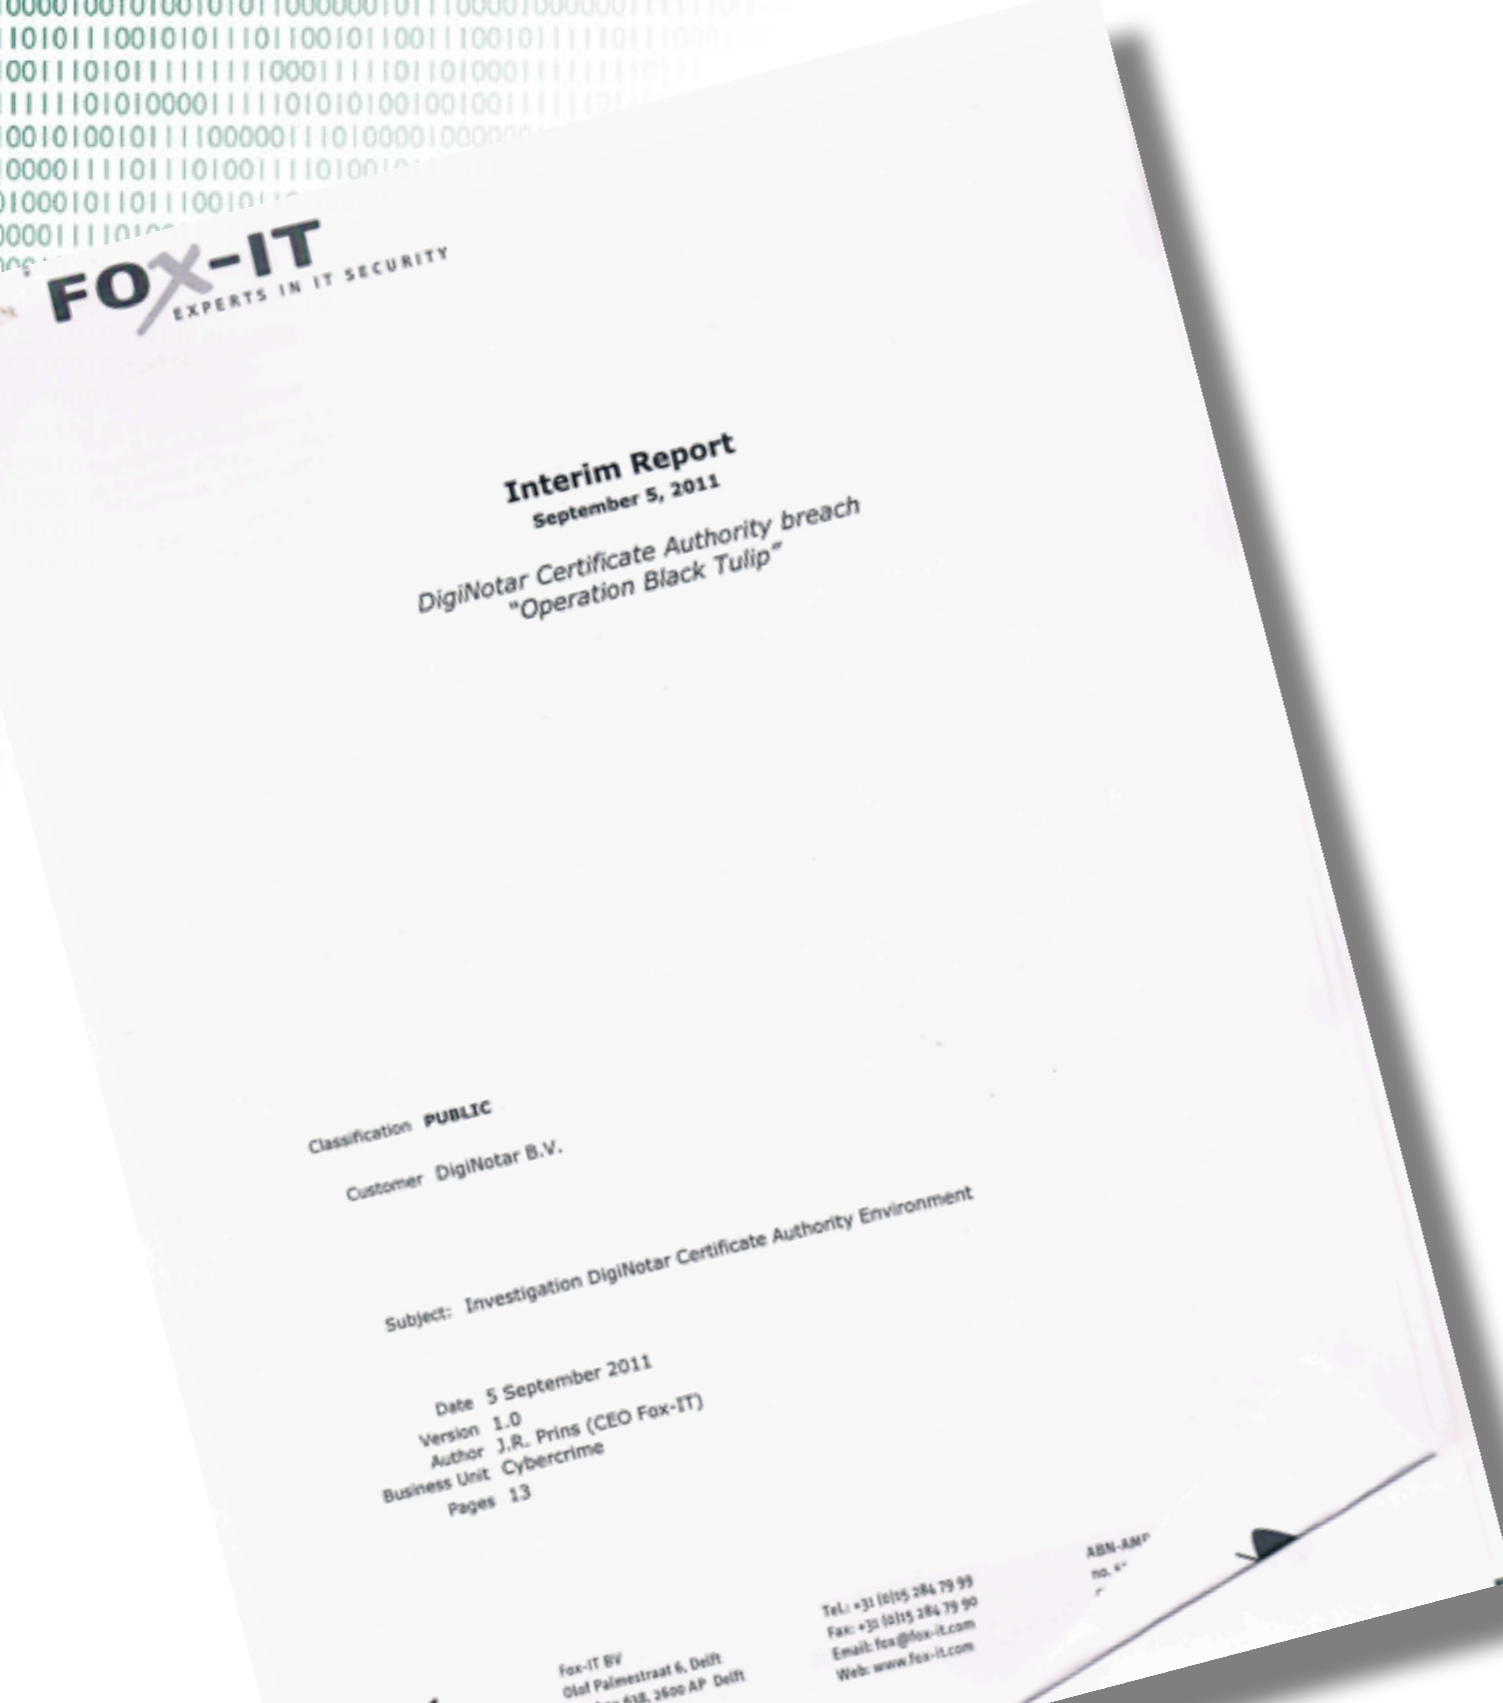 FOX-IT
EXPERTS IN IT SECURITY
Interim Report
September 5, 2011
DigiNotar Certificate Authority breach
“Operation Black Tulip”
Classification PUBLIC
Customer DigiNotar B.V.
Subject: Investigation DigiNotar Certificate Authority Environment
Date 5 September 2011
Version 1.0
Author J.R. Prins (CEO Fox-IT)
Business Unit Cybercrime
Pages 13
Fox-IT BV
Olof Palmestraat 6, Delft
638, 2600 AP Delft
Tel.: +31 (0)15 284 79 99
Fax: +31 (0)15 284 79 90
Email: fox@fox-it.com
Web: www.fox-it.com
no.